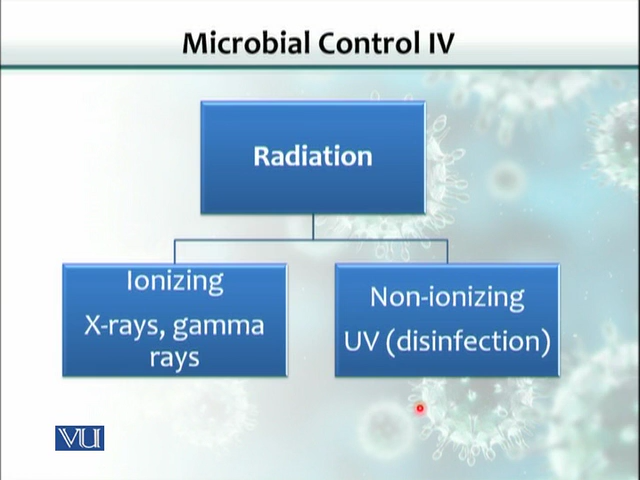 Microbial Control IV
Radiation
Ionizing
X-rays, gamma
rays
Non-ionizing
UV (disinfection)
VU